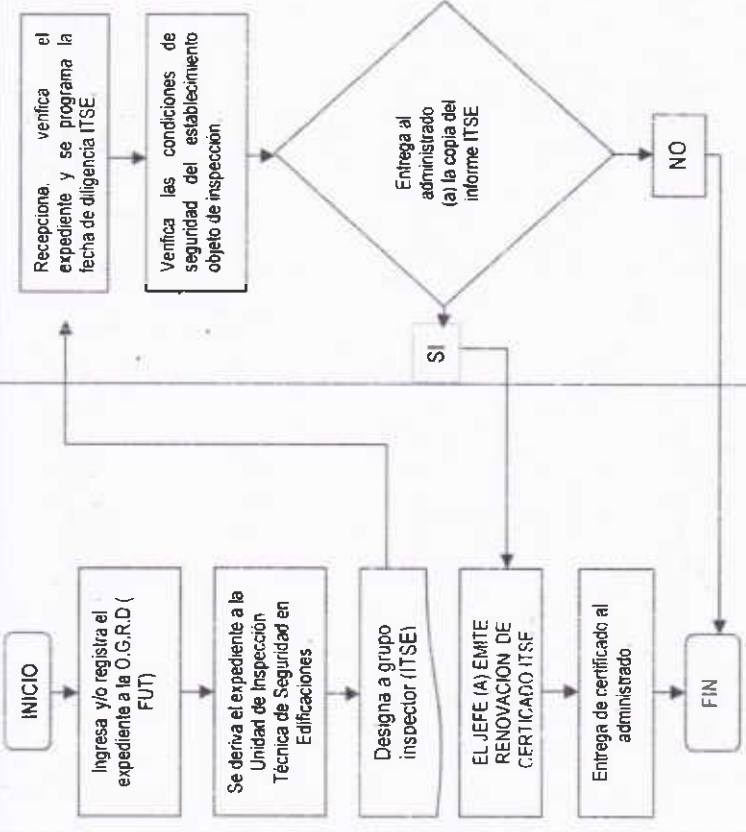 INICIO
Ingresa y/o registra el
expediente a la O.G.R.D (
FUT)
Se deriva el expediente a la
Unidad de Inspección
Técnica de Seguridad en
Edificaciones
Designa a grupo
inspector (ITSE)
Recepciona, verifica el
expediente y se programa la
fecha de diligencia ITSE
Verifica las condiciones de
seguridad del establecimiento
objeto de inspección
Entrega al
administrado
(a) la copia del
informe ITSE
SI
NO
EL JEFE (A) EMITE
RENOVACION DE
CERTICADO ITSE
Entrega de certificado al
administrado
FIN